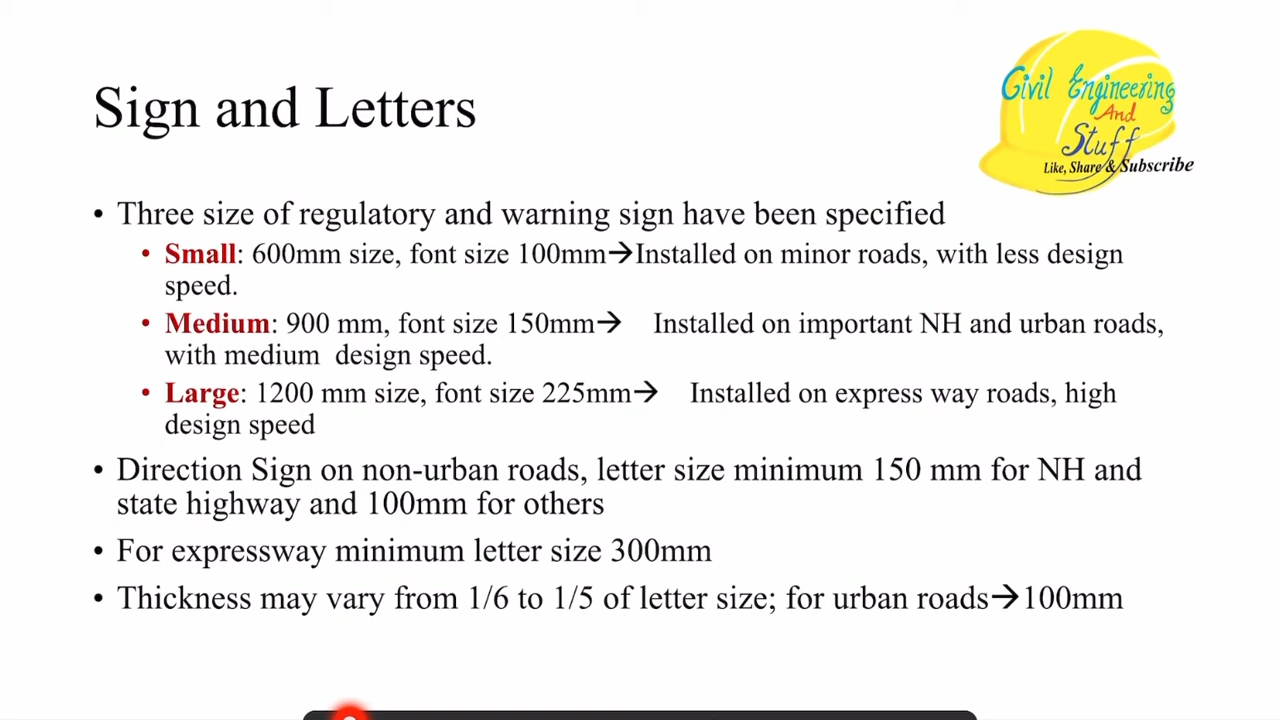 Sign and Letters
Civil Engineering
And
Stuff
Like, Share & Subscribe
• Three size of regulatory and warning sign have been specified
• Small: 600mm size, font size 100mm→Installed on minor roads, with less design
speed.
• Medium: 900 mm, font size 150mm→ Installed on important NH and urban roads,
with medium design speed.
• Large: 1200 mm size, font size 225mm→ Installed on express way roads, high
design speed
• Direction Sign on non-urban roads, letter size minimum 150 mm for NH and
state highway and 100mm for others
• For expressway minimum letter size 300mm
• Thickness may vary from 1/6 to 1/5 of letter size; for urban roads→100mm